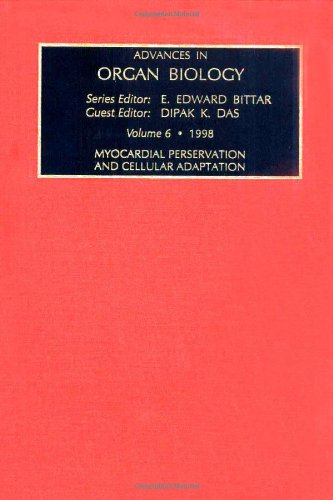 ADVANCES IN
ORGAN BIOLOGY
Series Editor: E. EDWARD BITTAR
Guest Editor: DIPAK K. DAS
Volume 6 • 1998
MYOCARDIAL PERSERVATION
AND CELLULAR ADAPTATION